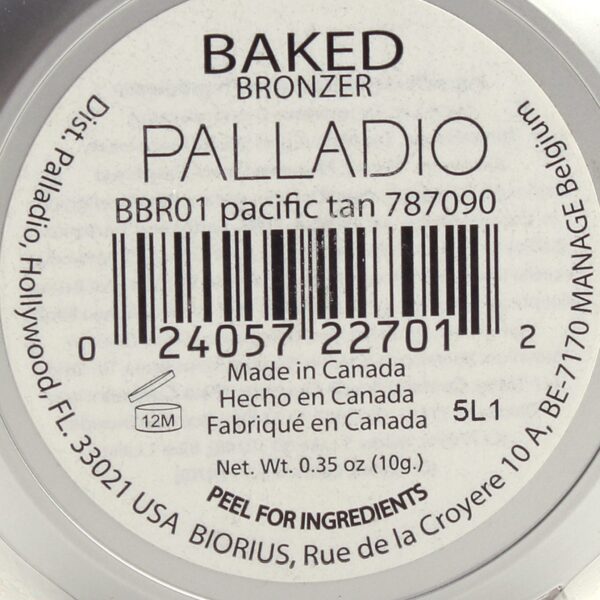 BAKED
BRONZER
PALLADIO
BBR01 pacific tan 787090
0 24057 22701 2
Made in Canada
Hecho en Canada
Fabriqué en Canada
12M
5L1
Net. Wt. 0.35 oz (10g.)
PEEL FOR INGREDIENTS
Dist. Palladio, Hollywood, FL. 33021 USA BIORIUS, Rue de la Croyere 10 A, BE-7170 MANAGE Belgium